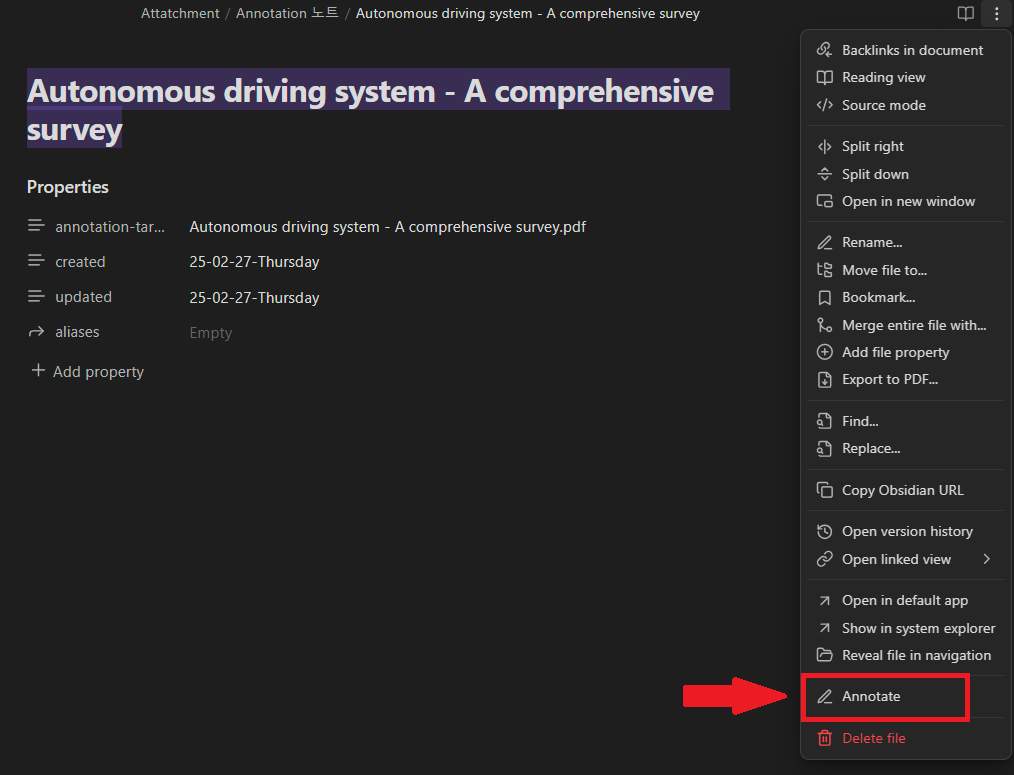 Attatchment / Annotation 노트 / Autonomous driving system - A comprehensive survey
Autonomous driving system - A comprehensive
survey
Properties
annotation-tar... Autonomous driving system - A comprehensive survey.pdf
created 25-02-27-Thursday
updated 25-02-27-Thursday
aliases Empty
Add property
Backlinks in document
Reading view
Source mode
Split right
Split down
Open in new window
Rename...
Move file to...
Bookmark...
Merge entire file with...
Add file property
Export to PDF...
Find...
Replace...
Copy Obsidian URL
Open version history
Open linked view
Open in default app
Show in system explorer
Reveal file in navigation
Annotate
Delete file